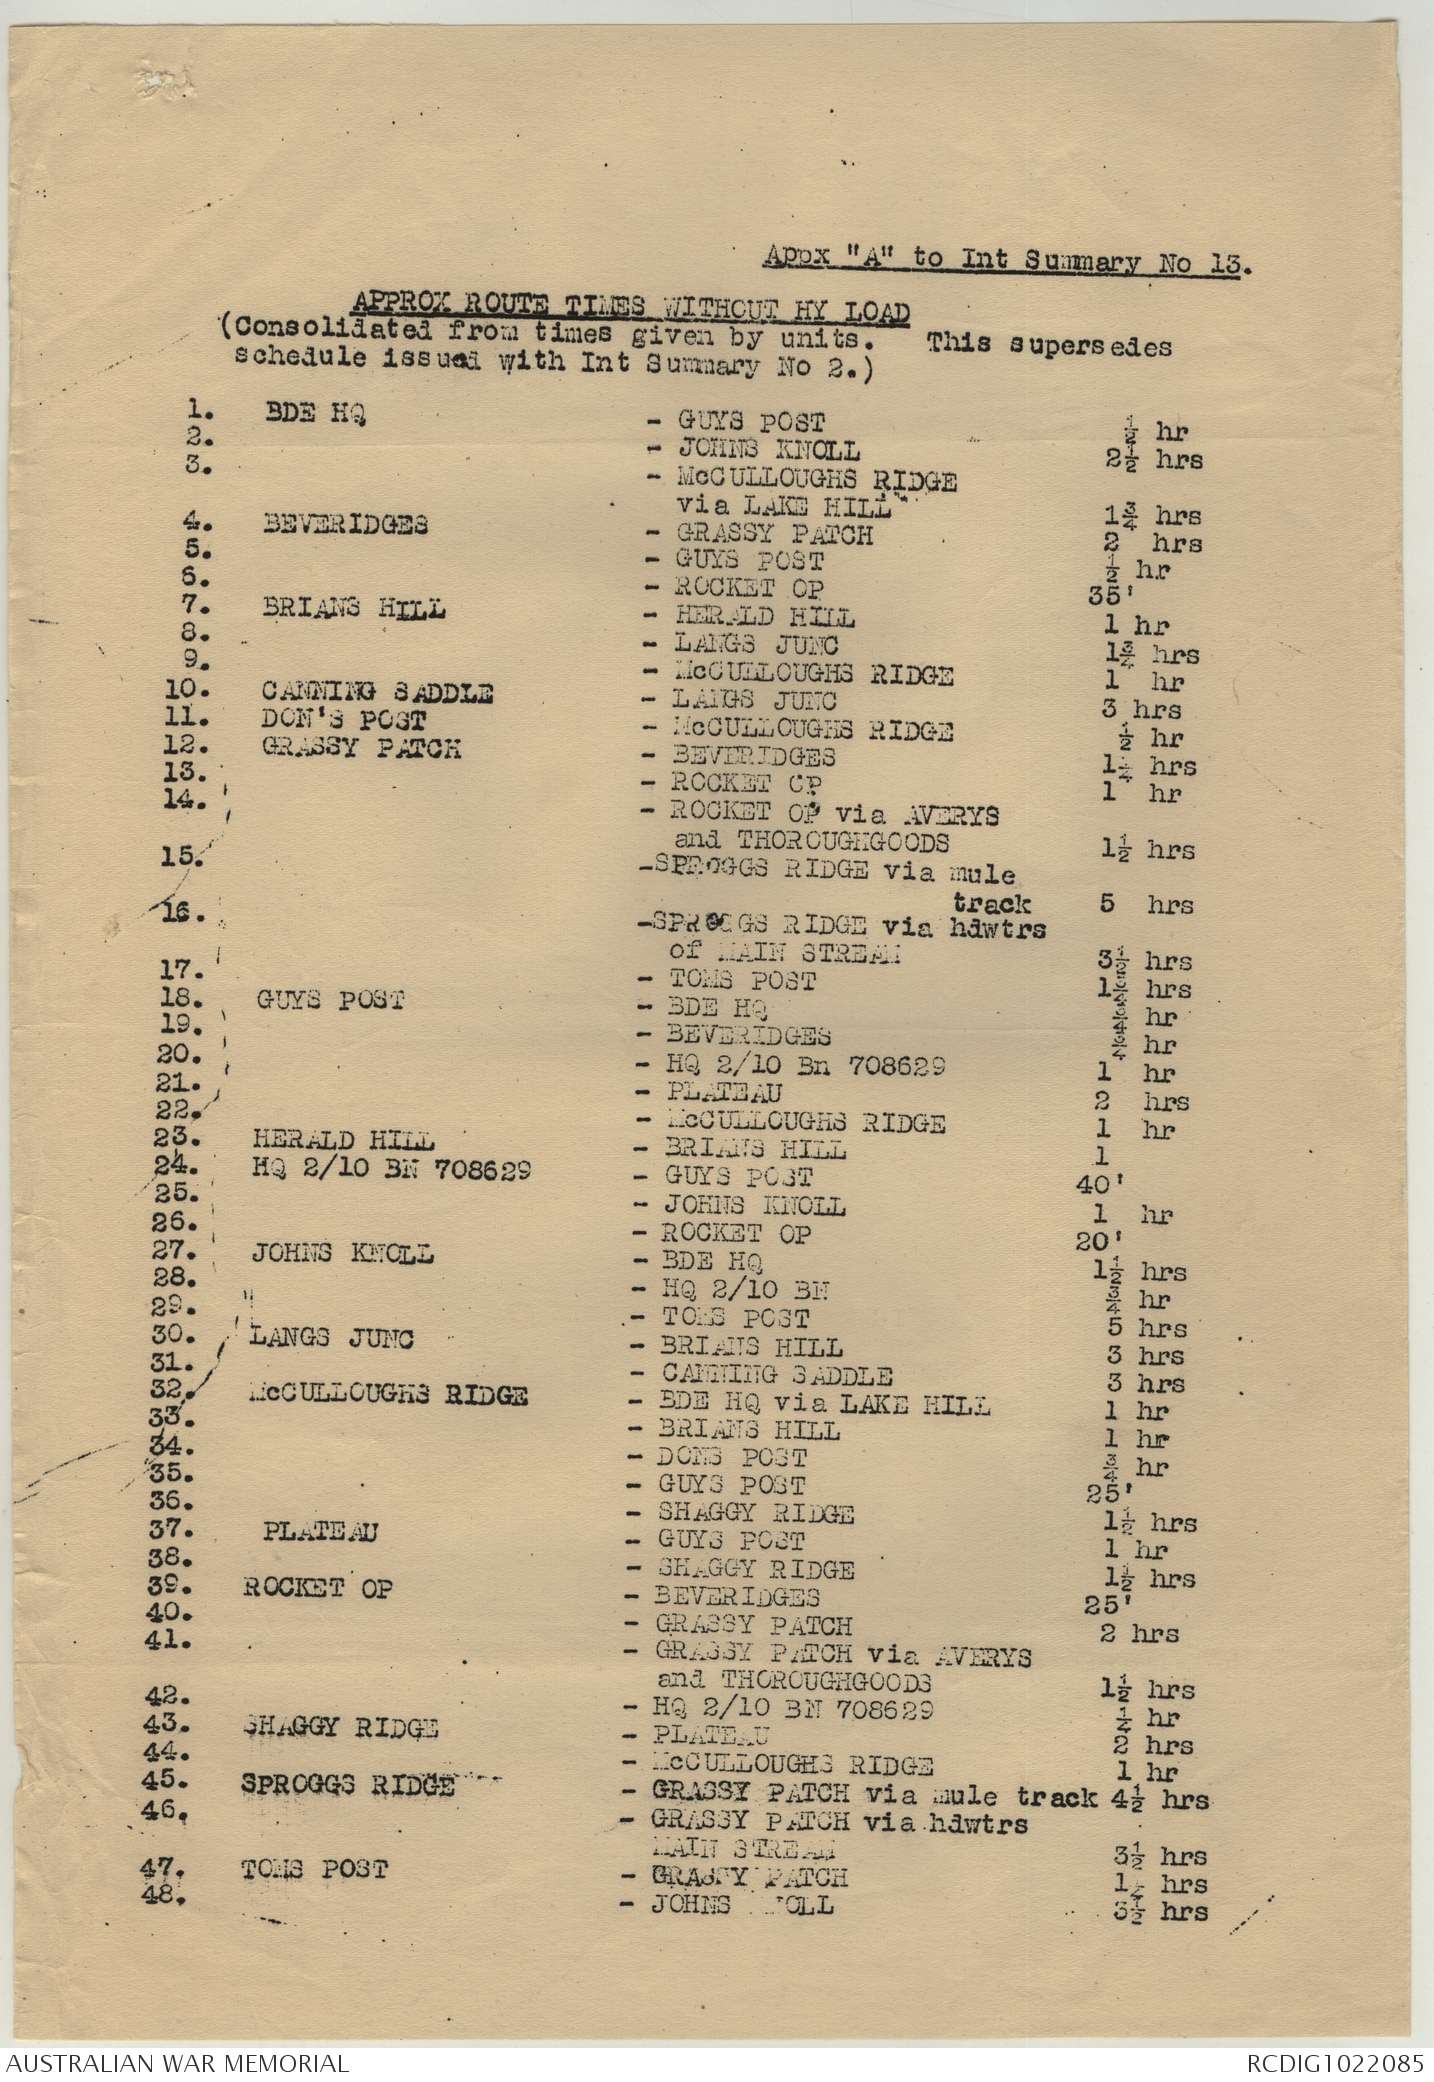 Appx "A" to Int Summary No 13.
APPROX ROUTE TIMES WITHOUT HY LOAD
(Consolidated from times given by units. This supersedes
schedule issued with Int Summary No 2.)
1. BDE HQ - GUYS POST ½ hr
2. - JOHNS KNOLL 2½ hrs
3. - McCULLOUGHS RIDGE
via LAKE HILL 1¾ hrs
4. BEVERIDGES - GRASSY PATCH 2 hrs
5. - GUYS POST ½ hr
6. - ROCKET OP 35'
7. BRIANS HILL - HERALD HILL 1 hr
8. - LANGS JUNC 1¾ hrs
9. - McCULLOUGHS RIDGE 1 hr
10. CANNING SADDLE - LANGS JUNC 3 hrs
11. DON'S POST - McCULLOUGHS RIDGE ½ hr
12. GRASSY PATCH - BEVERIDGES 1¼ hrs
13. - ROCKET OP 1 hr
14. - ROCKET OP via AVERYS
and THOROUGHGOODS 1½ hrs
15. -SPROGGS RIDGE via mule
track 5 hrs
16. -SPROGGS RIDGE via hdwtrs
of MAIN STREAM 3½ hrs
17. - TOMS POST hrs
18. GUYS POST - BDE HQ hr
19. - BEVERIDGES hr
20. - HQ 2/10 Bn 708629 1 hr
21. - PLATEAU 2 hrs
22. - McCULLOUGHS RIDGE 1 hr
23. HERALD HILL - BRIANS HILL 1
24. HQ 2/10 BN 708629 - GUYS POST 40'
25. - JOHNS KNOLL 1 hr
26. - ROCKET OP 20'
27. JOHNS KNOLL - BDE HQ 1½ hrs
28. - HQ 2/10 BN ¾ hr
29. - TOMS POST 5 hrs
30. LANGS JUNC - BRIANS HILL 3 hrs
31. - CANNING SADDLE 3 hrs
32. McCULLOUGHS RIDGE - BDE HQ via LAKE HILL 1 hr
33. - BRIANS HILL 1 hr
34. - DONS POST ¾ hr
35. - GUYS POST 25'
36. - SHAGGY RIDGE 1½ hrs
37. PLATEAU - GUYS POST 1 hr
38. - SHAGGY RIDGE 1½ hrs
39. ROCKET OP - BEVERIDGES 25'
40. - GRASSY PATCH 2 hrs
41. - GRASSY PATCH via AVERYS
and THOROUGHGOODS 1½ hrs
42. - HQ 2/10 BN 708629 ¼ hr
43. SHAGGY RIDGE - PLATEAU 2 hrs
44. - McCULLOUGHS RIDGE 1 hr
45. SPROGGS RIDGE - GRASSY PATCH via mule track 4½ hrs
46. - GRASSY PATCH via hdwtrs
MAIN STREAM 3½ hrs
47. TOMS POST - GRASSY PATCH hrs
48. - JOHNS KNOLL 3½ hrs
AUSTRALIAN WAR MEMORIAL RCDIG1022085